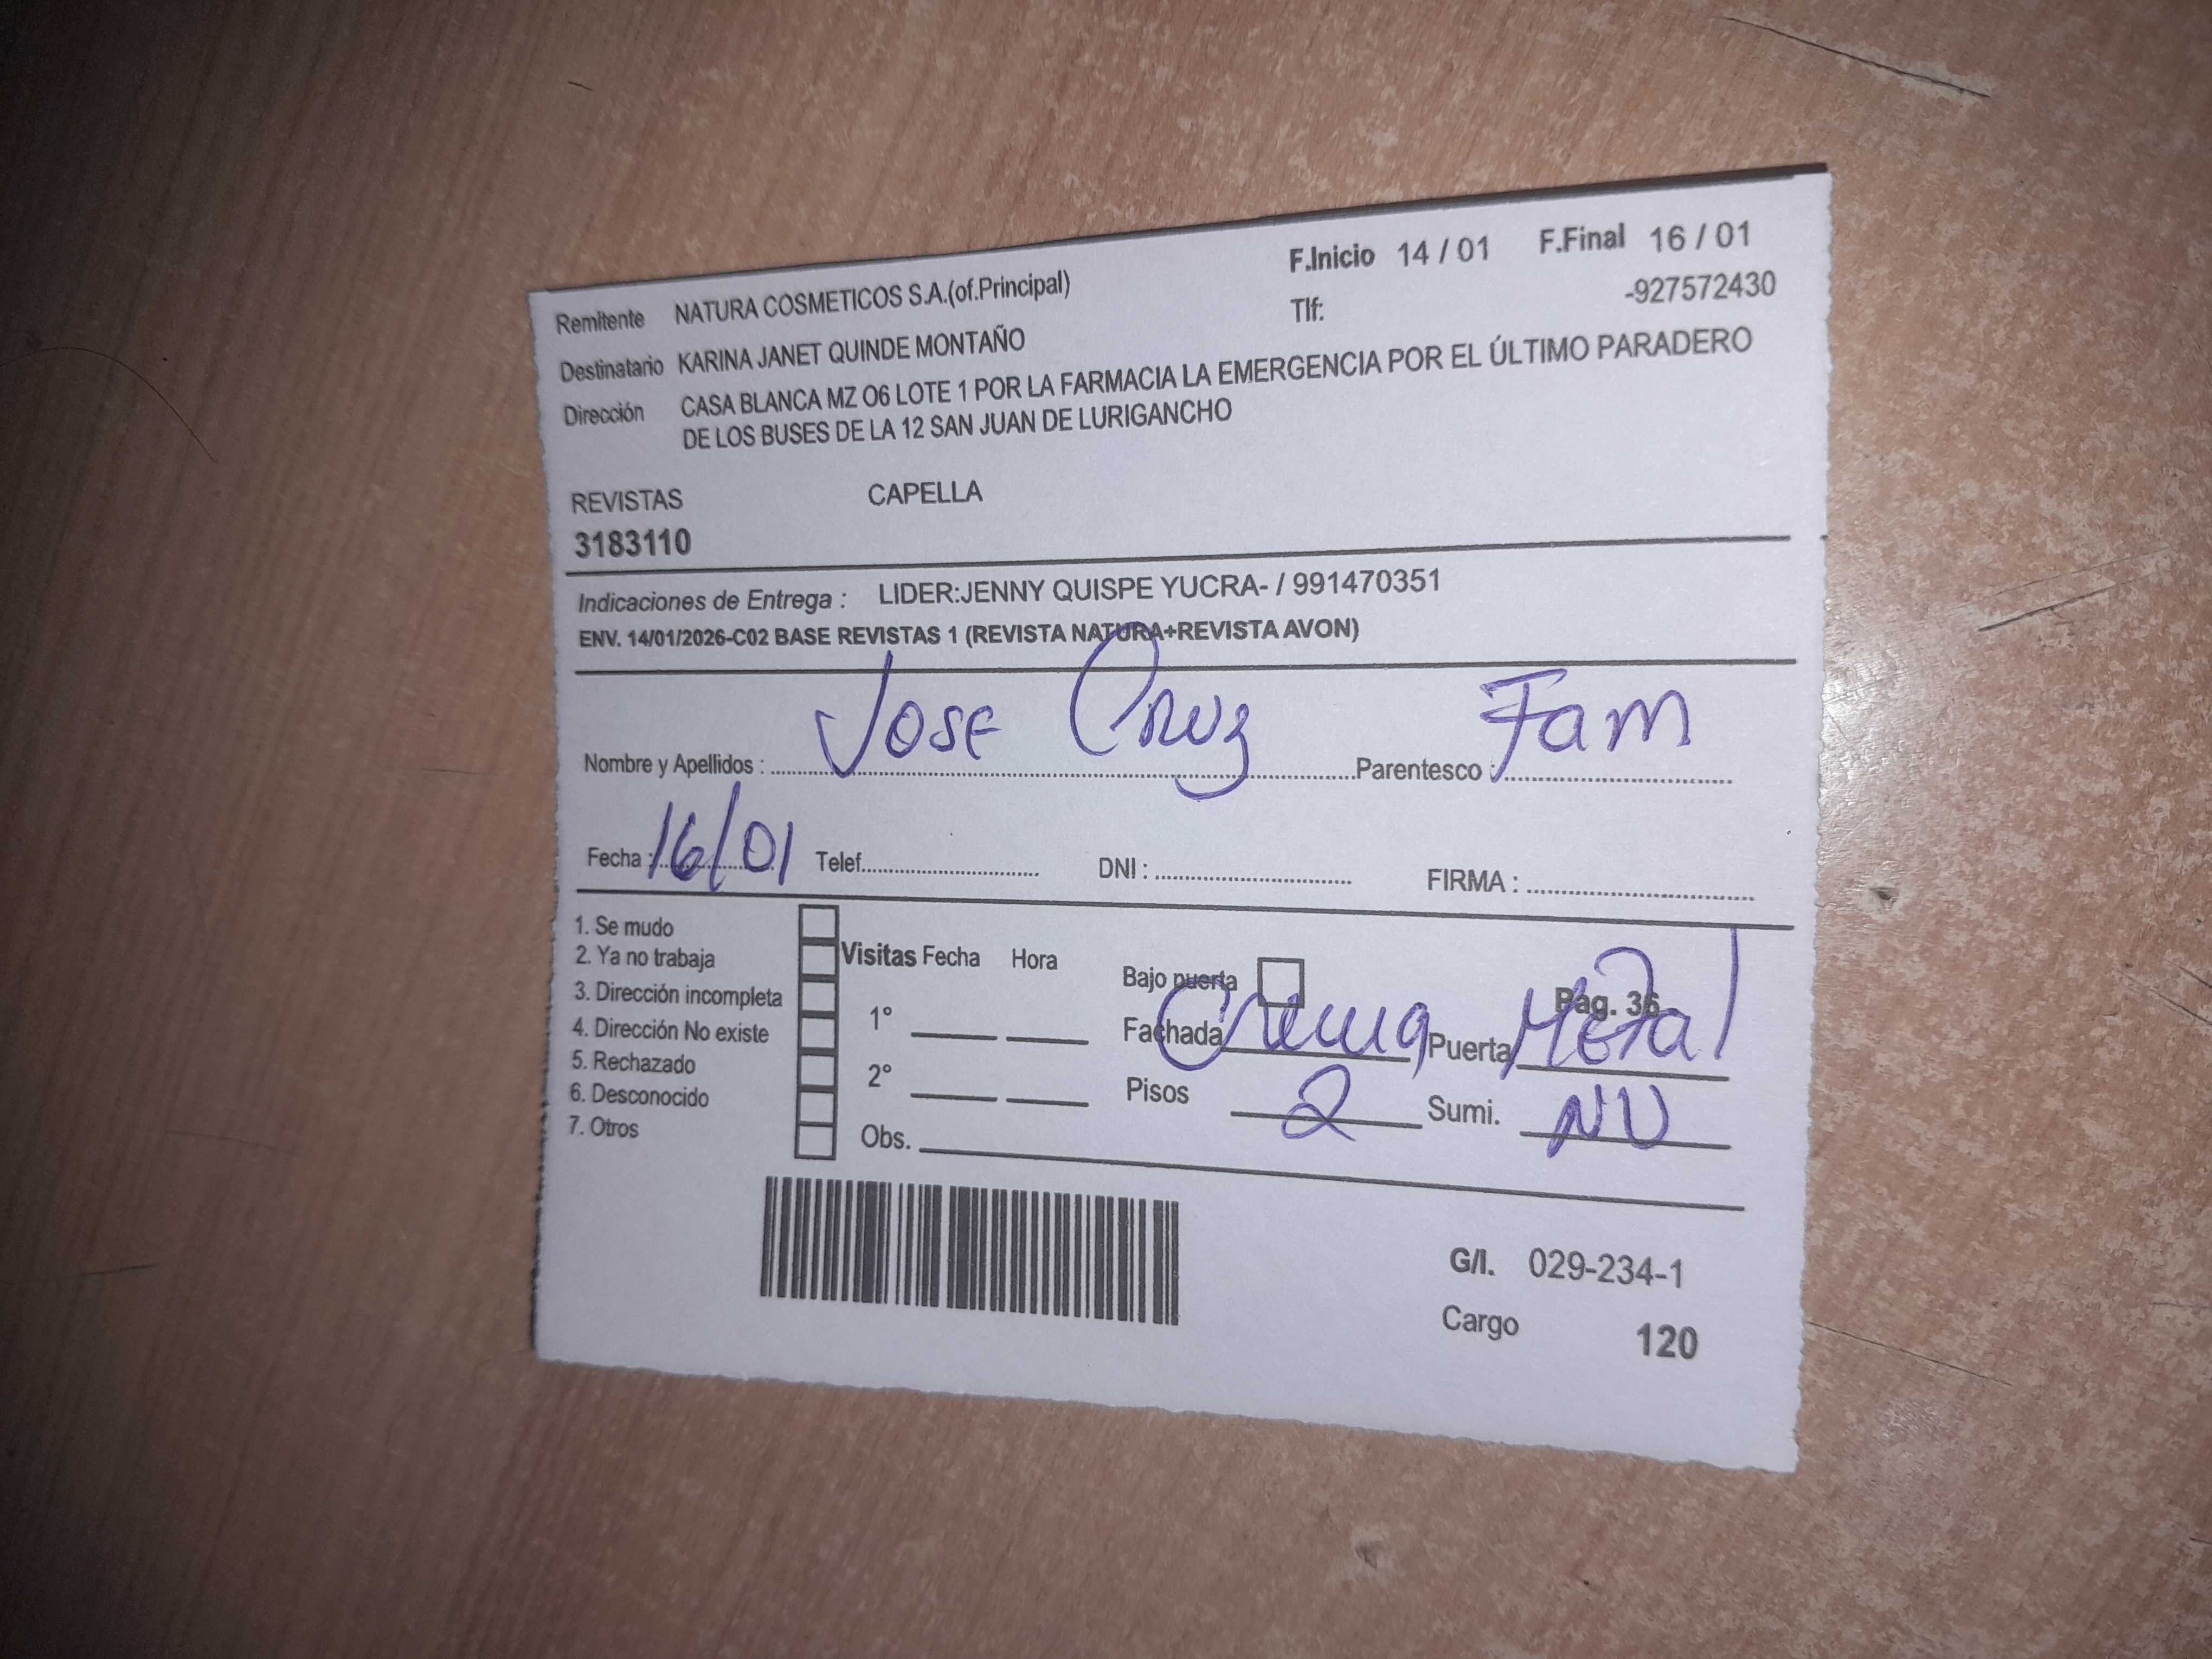 F.Inicio 14 / 01 F.Final 16 / 01
Remitente NATURA COSMETICOS S.A.(of.Principal) Tlf: -927572430
Destinatario KARINA JANET QUINDE MONTAÑO
Dirección CASA BLANCA MZ O6 LOTE 1 POR LA FARMACIA LA EMERGENCIA POR EL ÚLTIMO PARADERO
DE LOS BUSES DE LA 12 SAN JUAN DE LURIGANCHO
REVISTAS CAPELLA
3183110
Indicaciones de Entrega : LIDER:JENNY QUISPE YUCRA- / 991470351
ENV. 14/01/2026-C02 BASE REVISTAS 1 (REVISTA NATURA+REVISTA AVON)
Nombre y Apellidos : Jose Cruz Parentesco : Fam
Fecha : 16/01 Telef. DNI : FIRMA :
1. Se mudo
2. Ya no trabaja Visitas Fecha Hora Bajo puerta Pag. 36
3. Dirección incompleta 1° Fachada Crema Puerta Metal
4. Dirección No existe
5. Rechazado 2° Pisos 2 Sumi. NV
6. Desconocido
7. Otros Obs.
G/I. 029-234-1
Cargo 120